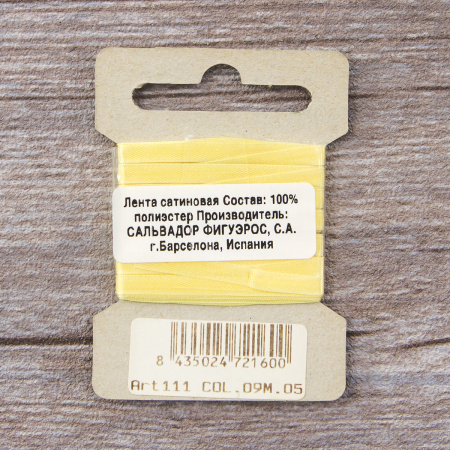 Лента сатиновая Состав: 100%
полиэстер Производитель:
САЛЬВАДОР ФИГУЭРОС, С.А.
г.Барселона, Испания
8 435024 721600
Art111 COL.09M.05